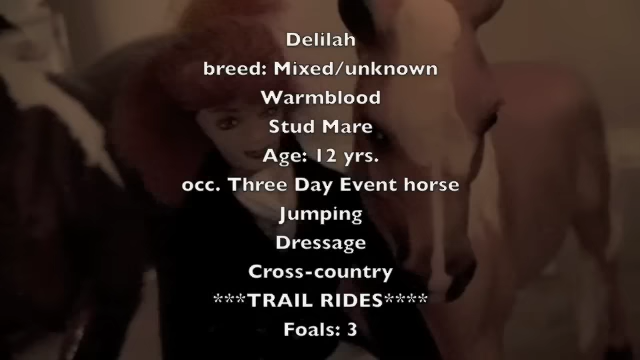 Delilah
breed: Mixed/unknown
Warmblood
Stud Mare
Age: 12 yrs.
occ. Three Day Event horse
Jumping
Dressage
Cross-country
***TRAIL RIDES****
Foals: 3